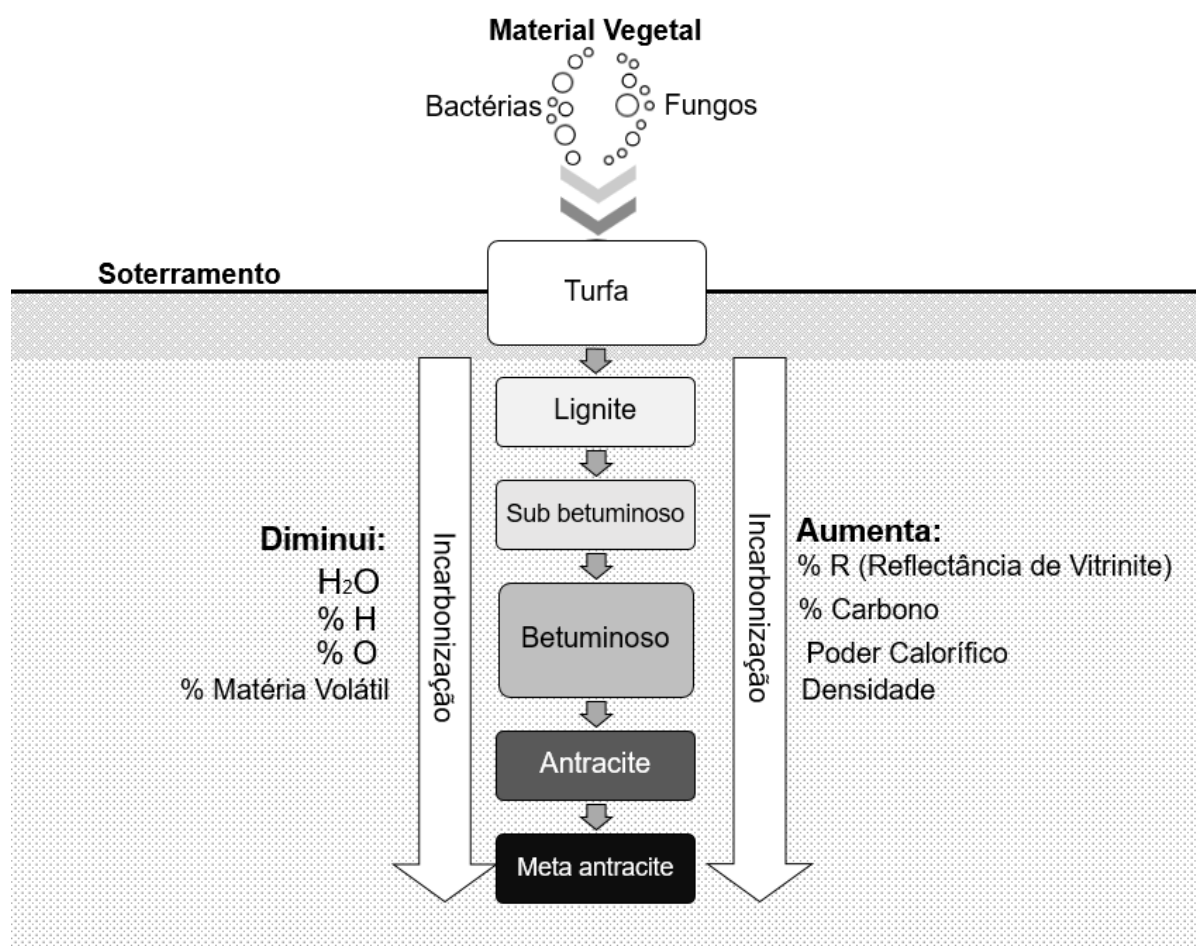 Material Vegetal
Bactérias
Fungos
Soterramento
Turfa
Lignite
Sub betuminoso
Betuminoso
Antracite
Meta antracite
Incarbonização
Diminui:
H₂O
% H
% O
% Matéria Volátil
Incarbonização
Aumenta:
% R (Reflectância de Vitrinite)
% Carbono
Poder Calorífico
Densidade